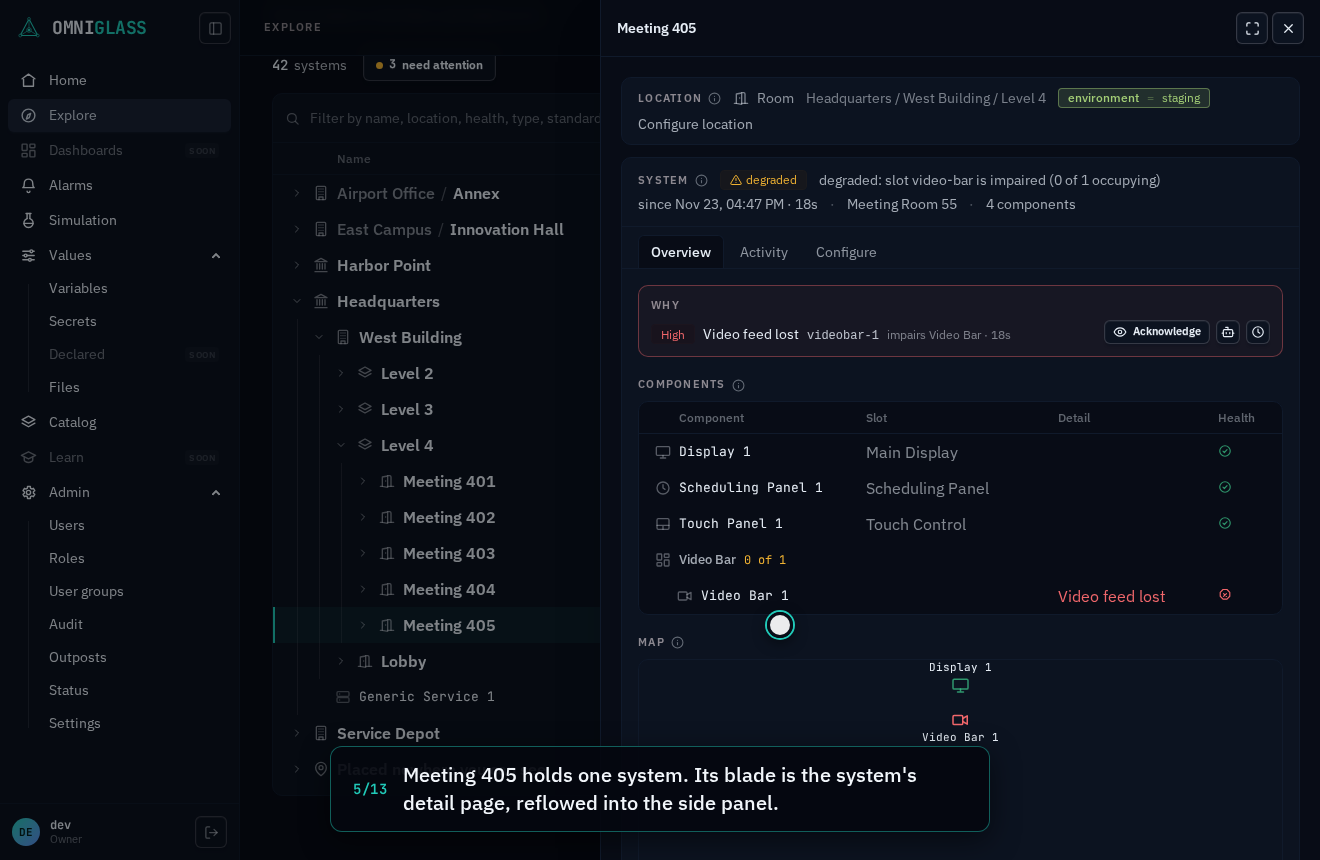 OMNIGLASS
Home
Explore
Dashboards SOON
Alarms
Simulation
Values
Variables
Secrets
Declared SOON
Files
Catalog
Learn SOON
Admin
Users
Roles
User groups
Audit
Outposts
Status
Settings
DE dev
Owner
EXPLORE
42 systems 3 need attention
Filter by name, location, health, type, standard
Name
Airport Office / Annex
East Campus / Innovation Hall
Harbor Point
Headquarters
West Building
Level 2
Level 3
Level 4
Meeting 401
Meeting 402
Meeting 403
Meeting 404
Meeting 405
Lobby
Generic Service 1
Service Depot
Meeting 405
LOCATION Room Headquarters / West Building / Level 4 environment = staging
Configure location
SYSTEM degraded degraded: slot video-bar is impaired (0 of 1 occupying)
since Nov 23, 04:47 PM · 18s · Meeting Room 55 · 4 components
Overview Activity Configure
WHY
High Video feed lost videobar-1 impairs Video Bar · 18s Acknowledge
COMPONENTS
Component Slot Detail Health
Display 1 Main Display
Scheduling Panel 1 Scheduling Panel
Touch Panel 1 Touch Control
Video Bar 0 of 1
Video Bar 1 Video feed lost
MAP
Display 1
Video Bar 1
5/13 Meeting 405 holds one system. Its blade is the system's
detail page, reflowed into the side panel.